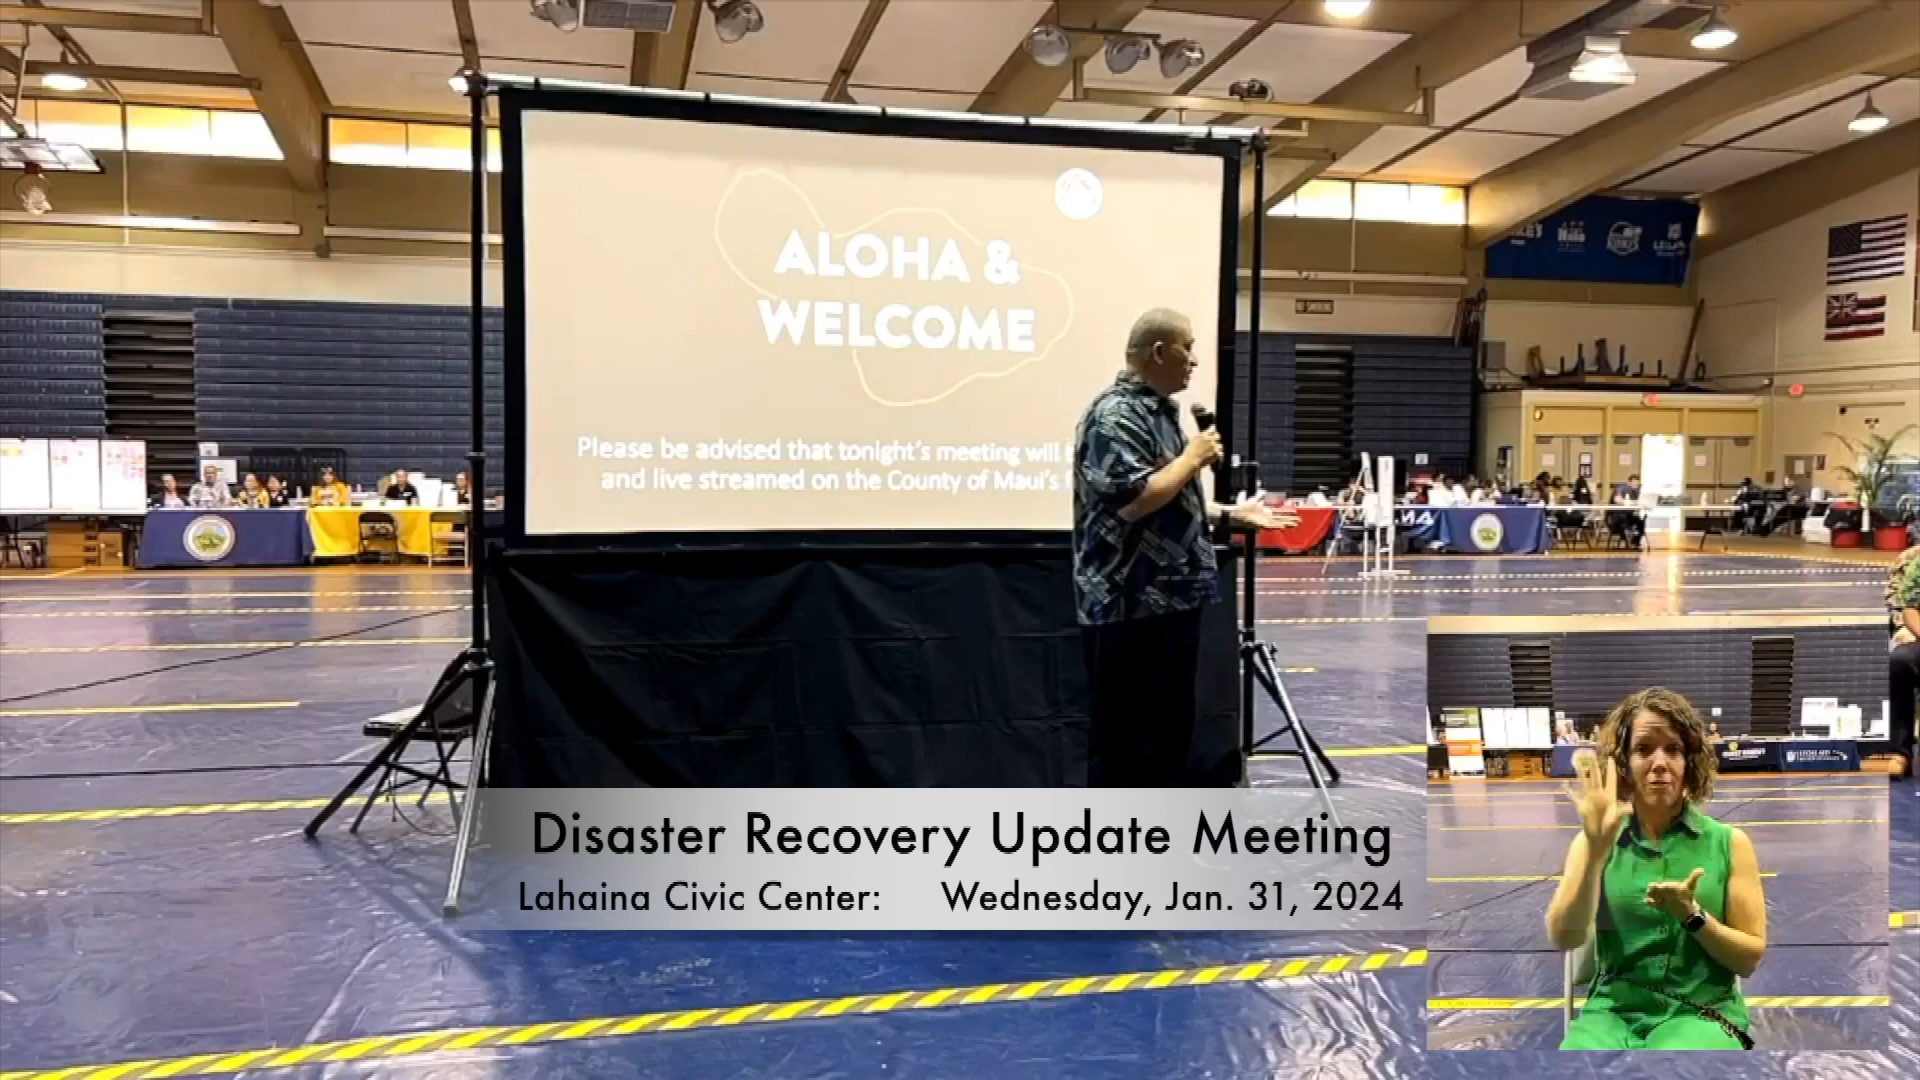 ALOHA &
WELCOME
Please be advised that tonight's meeting will
and live streamed on the County of Maui's
Disaster Recovery Update Meeting
Lahaina Civic Center: Wednesday, Jan. 31, 2024